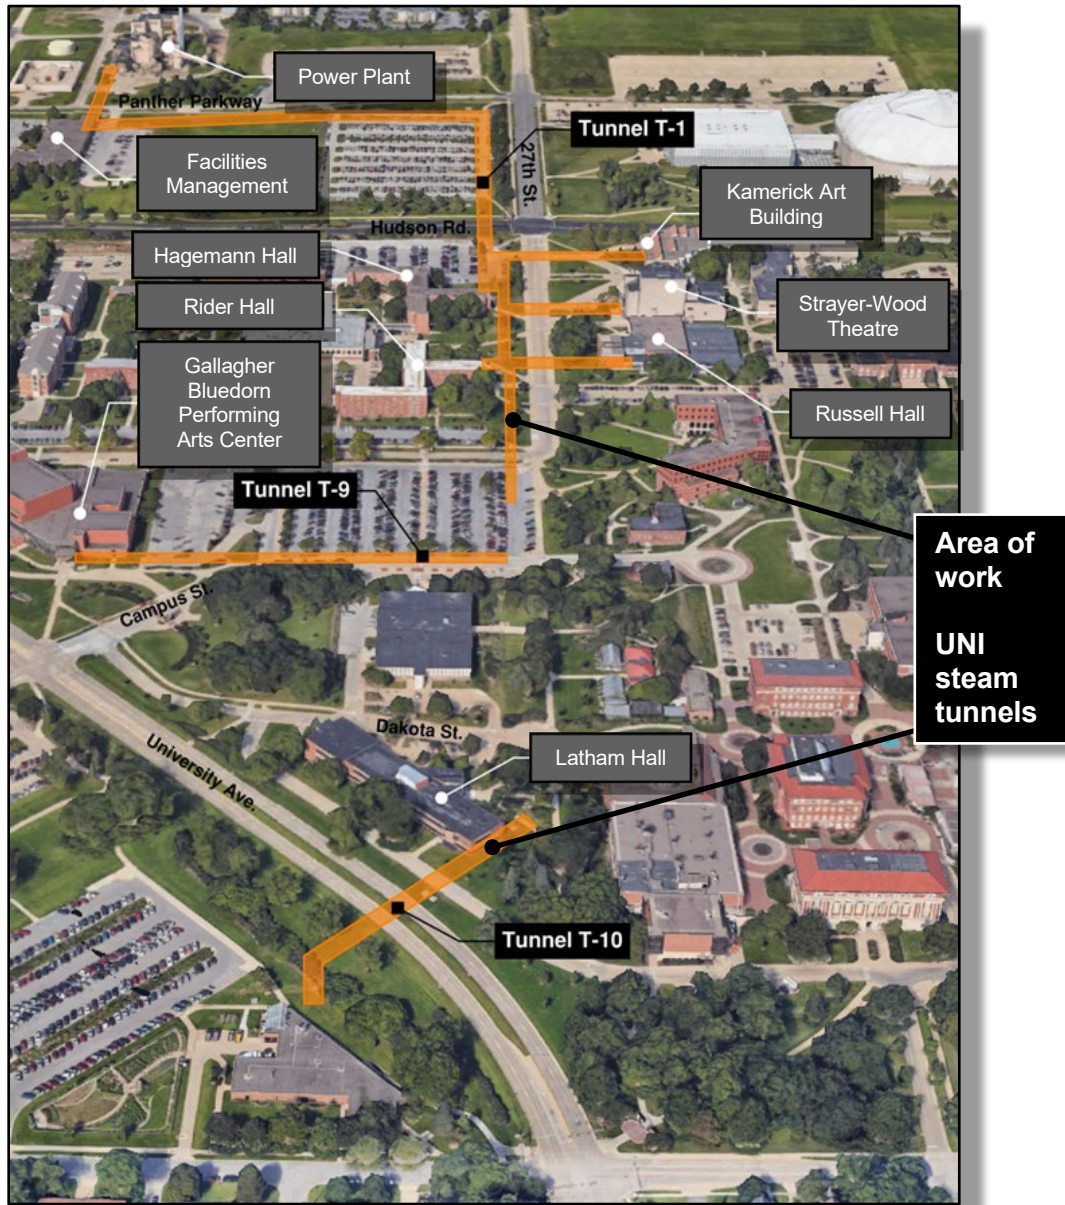 Power Plant
Panther Parkway
Tunnel T-1
Facilities
Management
27th St.
Kamerick Art
Building
Hudson Rd.
Hagemann Hall
Rider Hall
Strayer-Wood
Theatre
Gallagher
Bluedorn
Performing
Arts Center
Russell Hall
Tunnel T-9
Area of
work
UNI
steam
tunnels
Campus St.
Dakota St.
University Ave.
Latham Hall
Tunnel T-10